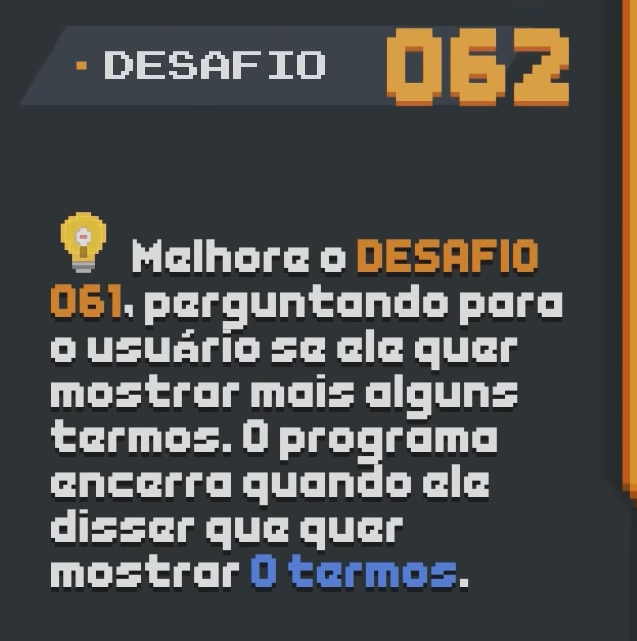 DESAFIO 062
Melhore o DESAFIO
061, perguntando para
o usuário se ele quer
mostrar mais alguns
termos. O programa
encerra quando ele
disser que quer
mostrar 0 termos.